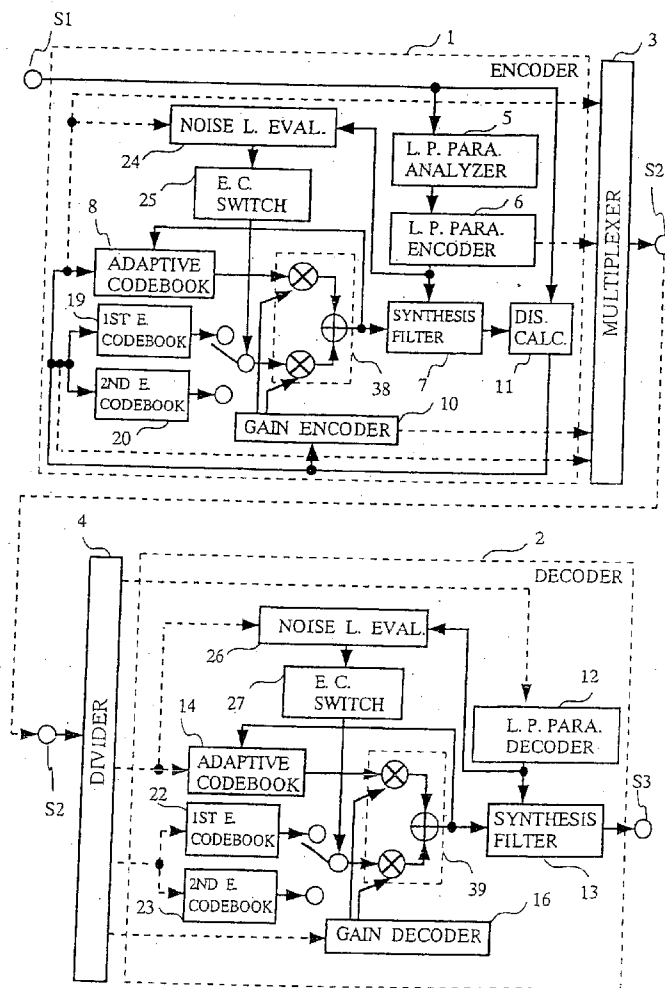 S1
1
3
ENCODER
5
NOISE L. EVAL.
24
L. P. PARA.
ANALYZER
S2
25
E. C.
SWITCH
6
8
L. P. PARA.
ENCODER
ADAPTIVE
CODEBOOK
MULTIPLEXER
19
1ST E.
CODEBOOK
SYNTHESIS
FILTER
DIS.
CALC.
38
7
11
2ND E.
CODEBOOK
10
20
GAIN ENCODER
4
2
DECODER
NOISE L. EVAL.
26
27
E. C.
SWITCH
12
14
L. P. PARA.
DECODER
DIVIDER
S2
ADAPTIVE
CODEBOOK
22
S3
1ST E.
CODEBOOK
SYNTHESIS
FILTER
39
13
2ND E.
CODEBOOK
23
16
GAIN DECODER